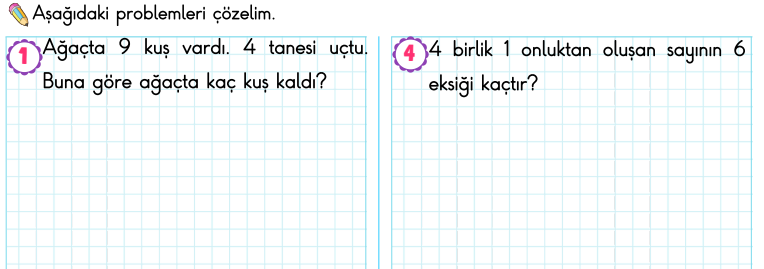 Aşağıdaki problemleri çözelim.
1 Ağaçta 9 kuş vardı. 4 tanesi uçtu.
Buna göre ağaçta kaç kuş kaldı?
4 4 birlik 1 onluktan oluşan sayının 6
eksiği kaçtır?